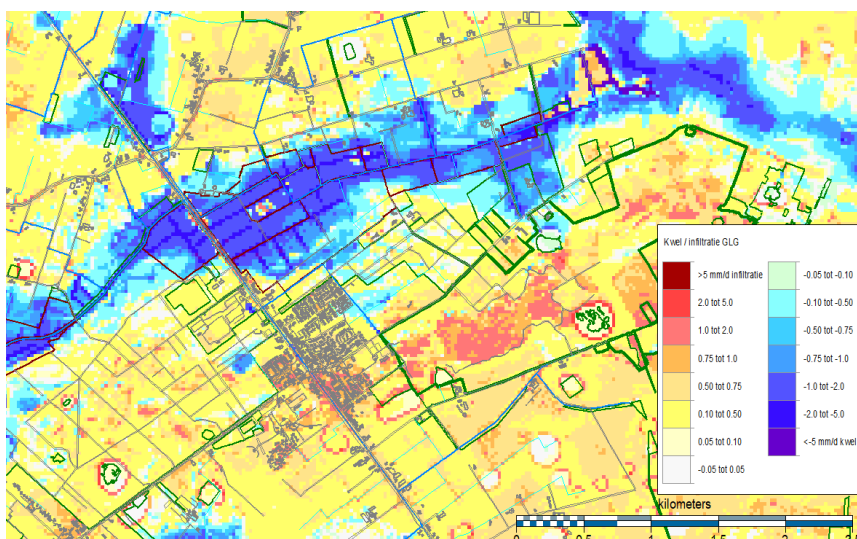 Kwel / infiltratie GLG
>5 mm/d infiltratie
2.0 tot 5.0
1.0 tot 2.0
0.75 tot 1.0
0.50 tot 0.75
0.10 tot 0.50
0.05 tot 0.10
-0.05 tot 0.05
-0.05 tot -0.10
-0.10 tot -0.50
-0.50 tot -0.75
-0.75 tot -1.0
-1.0 tot -2.0
-2.0 tot -5.0
<-5 mm/d kwel
kilometers
0 0.5 1 1.5 2